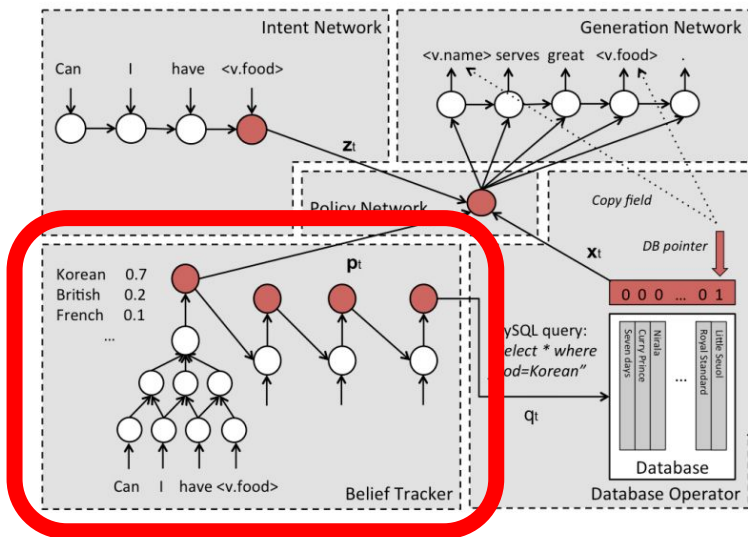 Intent Network
Can I have <v.food>
Generation Network
<v.name> serves great <v.food> .
zt
Policy Network
Copy field
DB pointer
xt
0 0 0 ... 0 1
pt
Korean 0.7
British 0.2
French 0.1
...
Can I have <v.food>
Belief Tracker
ySQL query:
elect * where
od=Korean"
qt
Seven days
Curry Prince
Nirala
...
Royal Standard
Little Seuol
Database
Database Operator